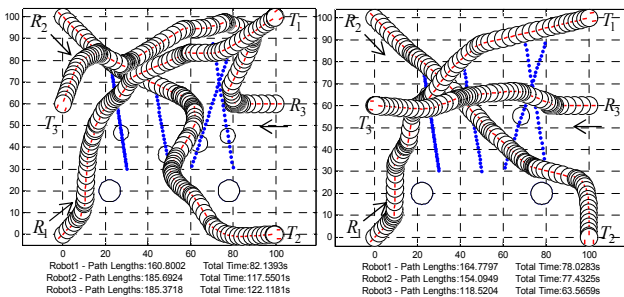 100
90
80
70
60
50
40
30
20
10
0
0 20 40 60 80 100
R2
T1
T3
R3
R1
T2
Robot1 - Path Lengths:160.8002 Total Time:82.1393s
Robot2 - Path Lengths:185.6924 Total Time:117.5501s
Robot3 - Path Lengths:185.3718 Total Time:122.1181s
100
90
80
70
60
50
40
30
20
10
0
0 20 40 60 80 100
R2
T1
T3
R3
R1
T2
Robot1 - Path Lengths:164.7797 Total Time:78.0283s
Robot2 - Path Lengths:154.0949 Total Time:77.4325s
Robot3 - Path Lengths:118.5204 Total Time:63.5659s